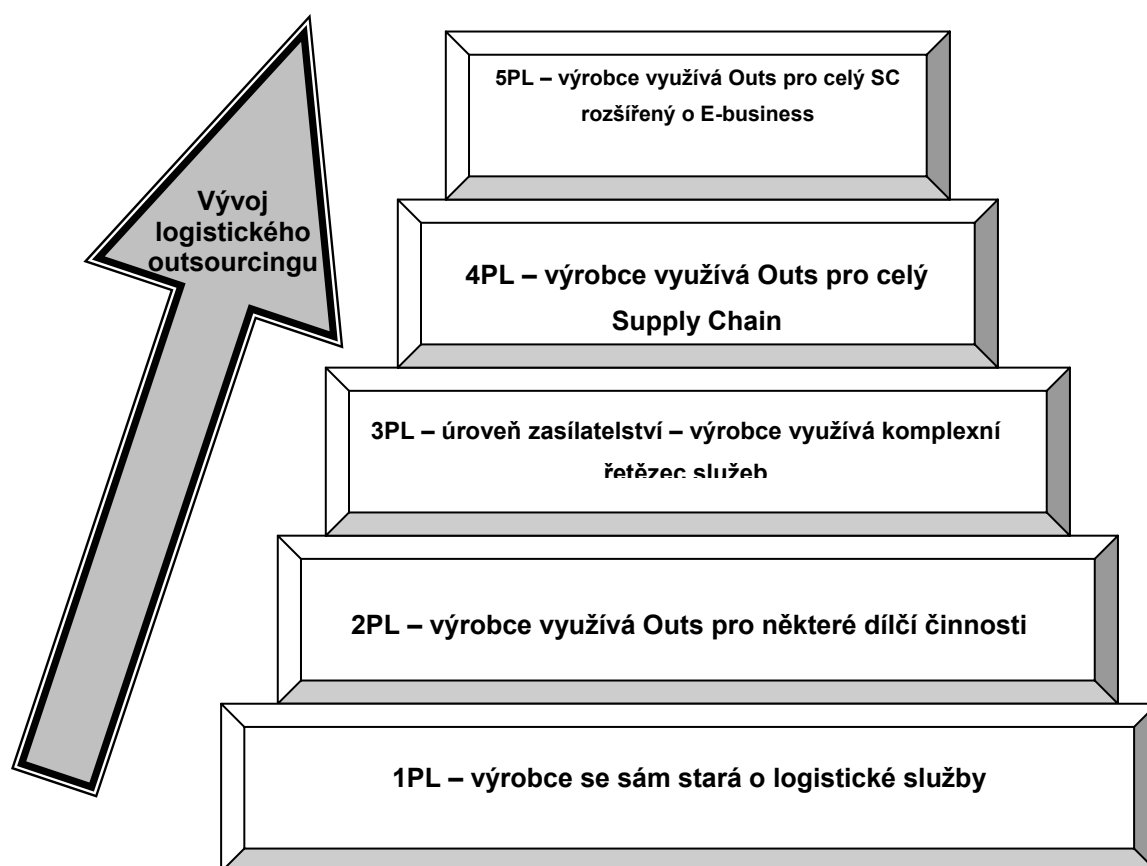 5PL – výrobce využívá Outs pro celý SC
rozšířený o E-business
Vývoj
logistického
outsourcingu
4PL – výrobce využívá Outs pro celý
Supply Chain
3PL – úroveň zasílatelství – výrobce využívá komplexní
řetězec služeb
2PL – výrobce využívá Outs pro některé dílčí činnosti
1PL – výrobce se sám stará o logistické služby